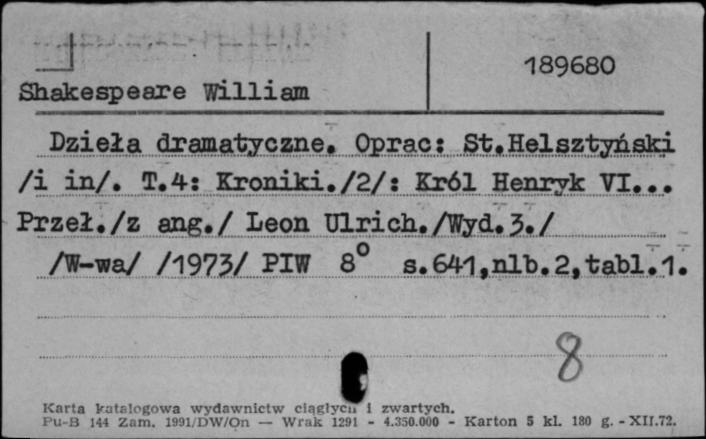 189680
Shakespeare William
Dzieła dramatyczne. Oprac: St.Helsztyński
/i in/. T.4: Kroniki./2/: Król Henryk VI...
Przeł./z ang./ Leon Ulrich./Wyd.3./
/W-wa/ /1973/ PIW 8° s.641,nlb.2,tabl.1.
8
Karta katalogowa wydawnictw ciągłych i zwartych.
Pu-B 144 Zam. 1991/DW/On — Wrak 1291 - 4.350.000 - Karton 5 kl. 180 g. - XII.72.